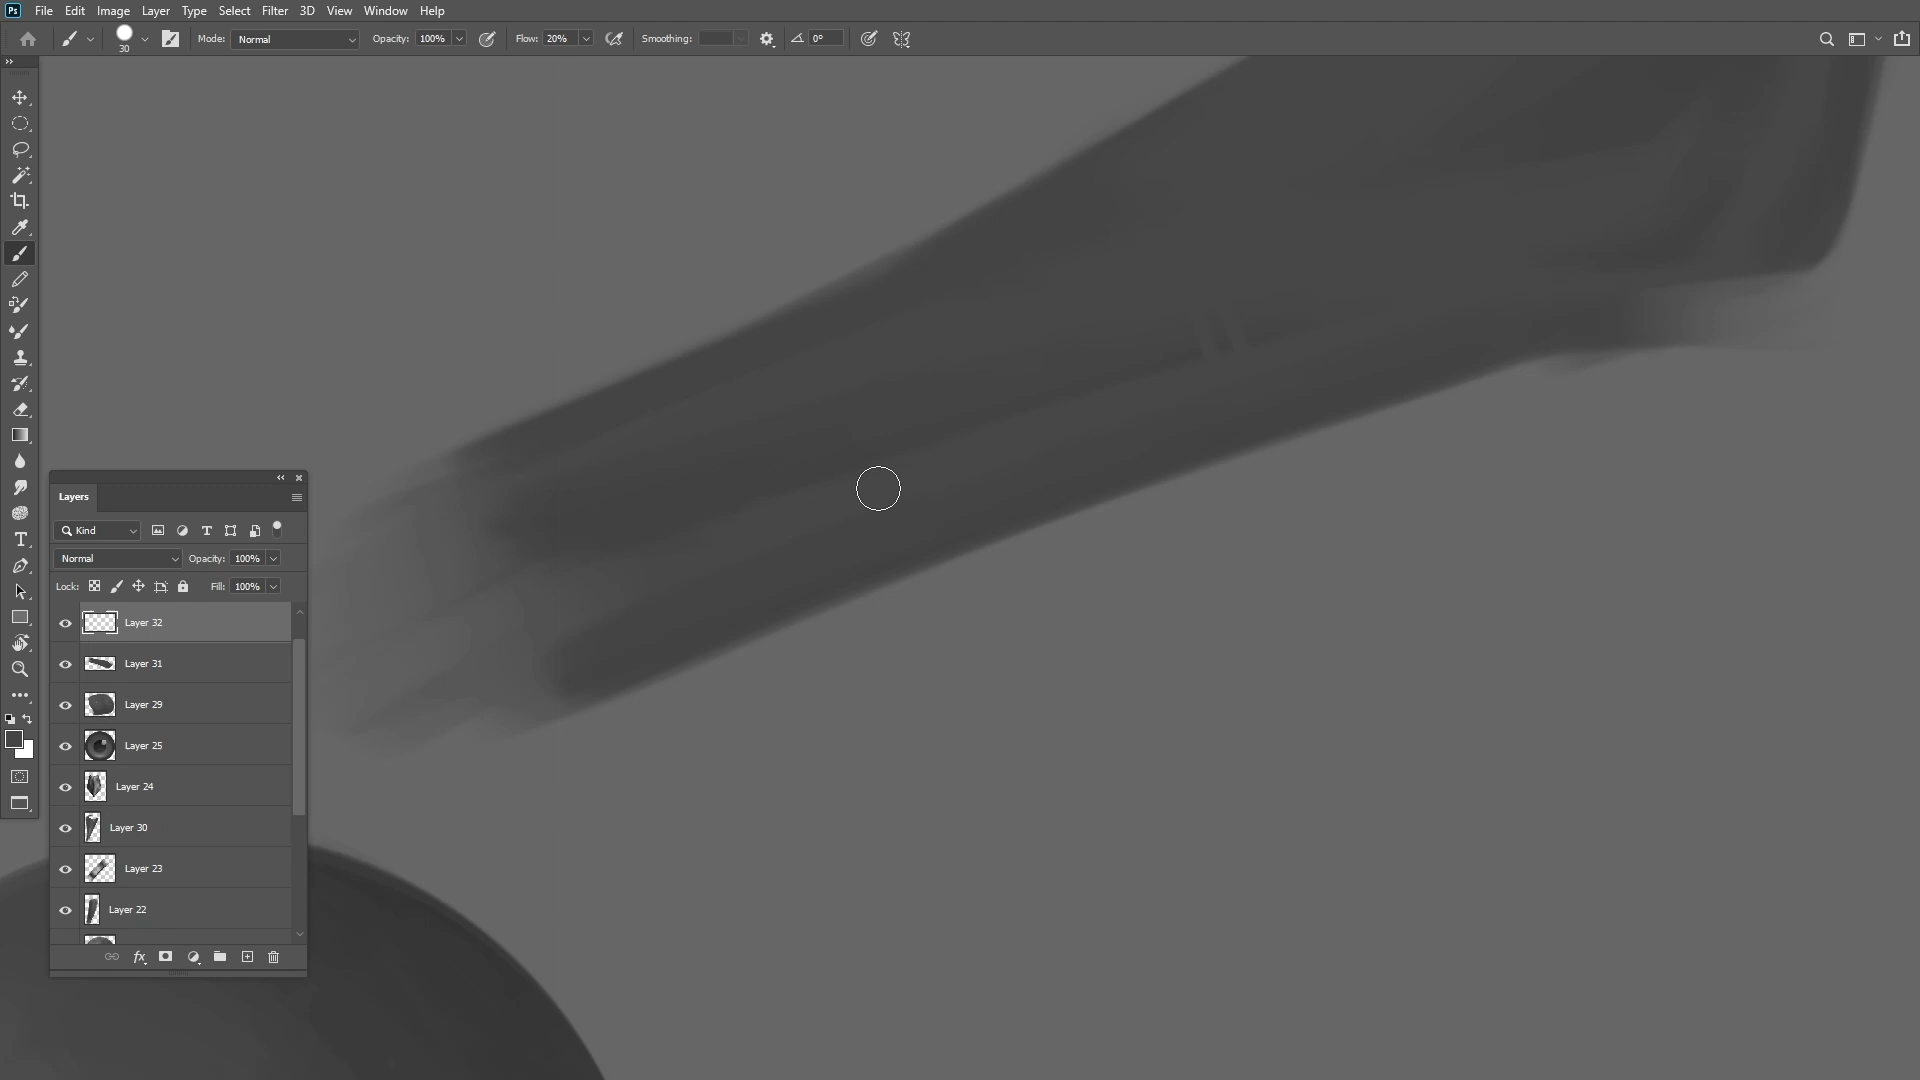 Ps File Edit Image Layer Type Select Filter 3D View Window Help
30 Mode: Normal Opacity: 100% Flow: 20% Smoothing: 0°
Layers
Kind
Normal Opacity: 100%
Lock: Fill: 100%
Layer 32
Layer 31
Layer 29
Layer 25
Layer 24
Layer 30
Layer 23
Layer 22
fx